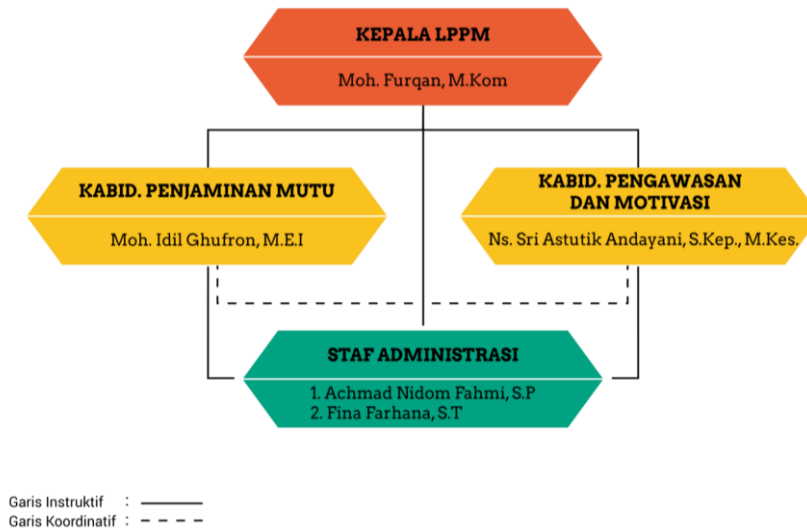 KEPALA LPPM
Moh. Furqan, M.Kom
KABID. PENJAMINAN MUTU
Moh. Idil Ghufron, M.E.I
KABID. PENGAWASAN
DAN MOTIVASI
Ns. Sri Astutik Andayani, S.Kep., M.Kes.
STAF ADMINISTRASI
1. Achmad Nidom Fahmi, S.P
2. Fina Farhana, S.T
Garis Instruktif :
Garis Koordinatif :